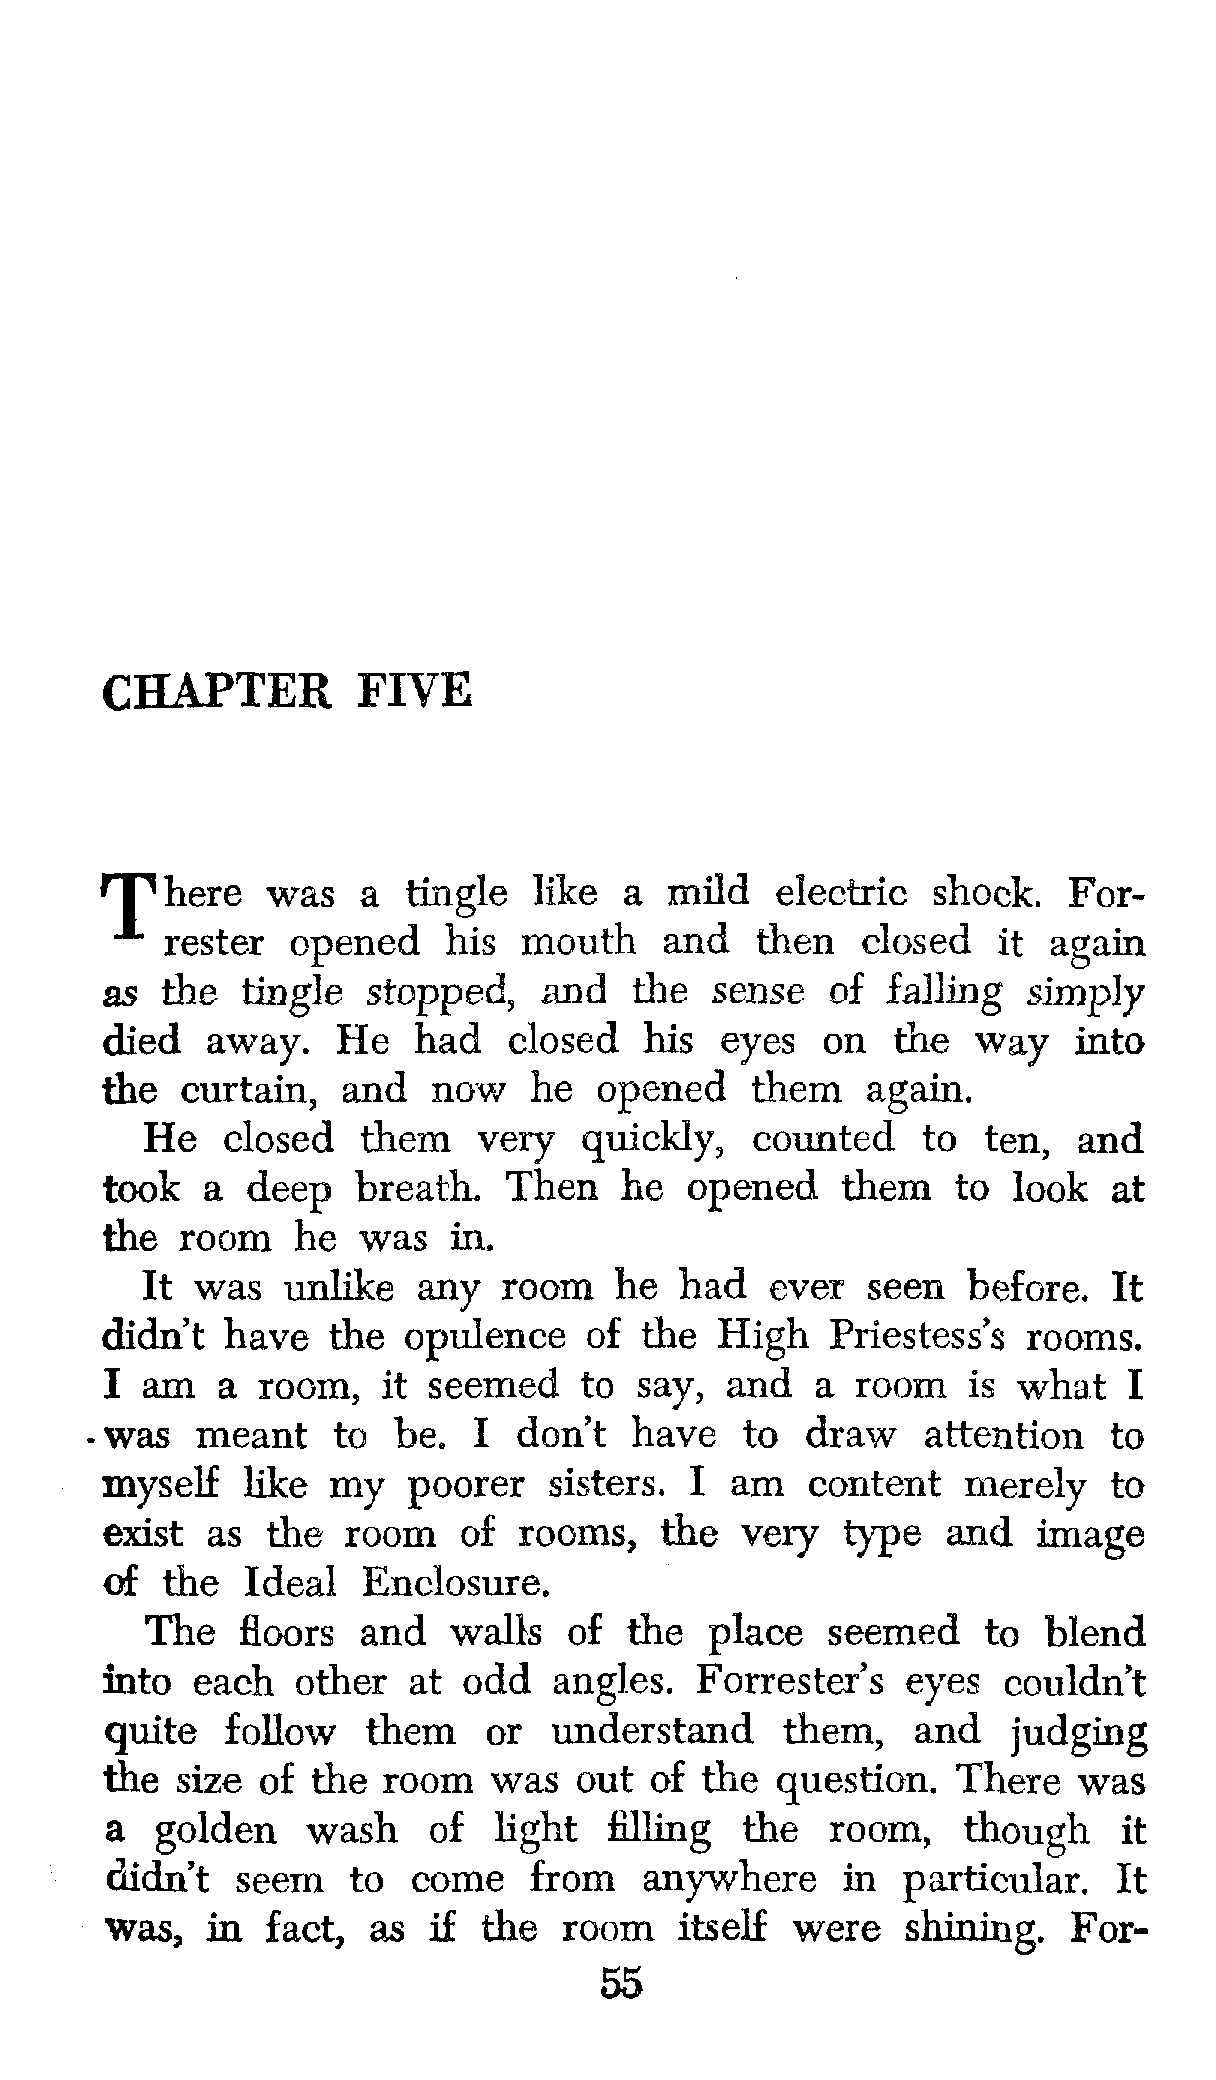 CHAPTER FIVE
There was a tingle like a mild electric shock. For-
rester opened his mouth and then closed it again
as the tingle stopped, and the sense of falling simply
died away. He had closed his eyes on the way into
the curtain, and now he opened them again.
He closed them very quickly, counted to ten, and
took a deep breath. Then he opened them to look at
the room he was in.
It was unlike any room he had ever seen before. It
didn't have the opulence of the High Priestess's rooms.
I am a room, it seemed to say, and a room is what I
was meant to be. I don't have to draw attention to
myself like my poorer sisters. I am content merely to
exist as the room of rooms, the very type and image
of the Ideal Enclosure.
The floors and walls of the place seemed to blend
into each other at odd angles. Forrester's eyes couldn't
quite follow them or understand them, and judging
the size of the room was out of the question. There was
a golden wash of light filling the room, though it
didn't seem to come from anywhere in particular. It
was, in fact, as if the room itself were shining. For-
55